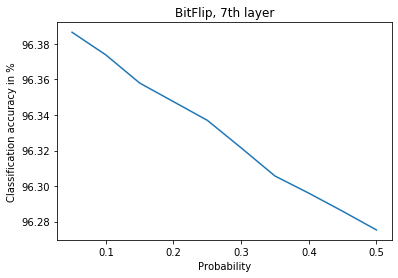 BitFlip, 7th layer
Classification accuracy in %
96.38
96.36
96.34
96.32
96.30
96.28
0.1 0.2 0.3 0.4 0.5
Probability